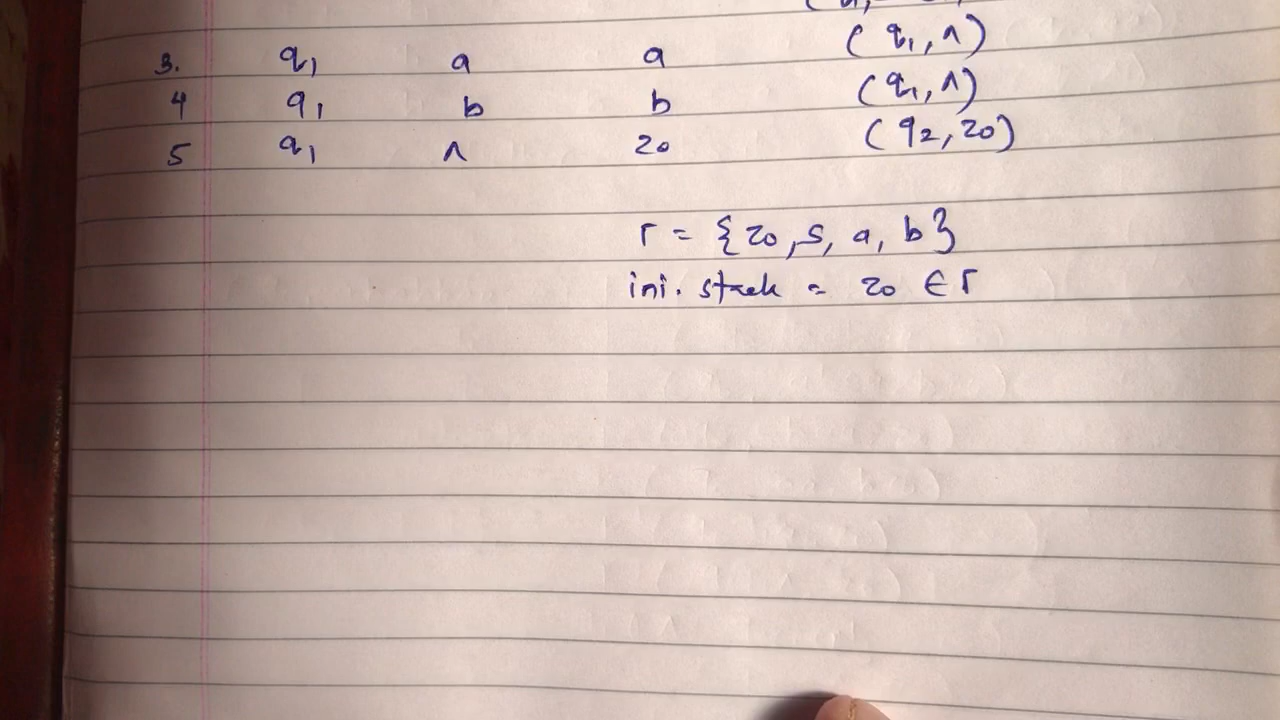 3. q₁ a a (q₁, Λ)
4 q₁ b b (q₁, Λ)
5 q₁ Λ z0 (q₂, z0)
Γ = {z0, S, a, b}
ini. stack = z0 ∈ Γ